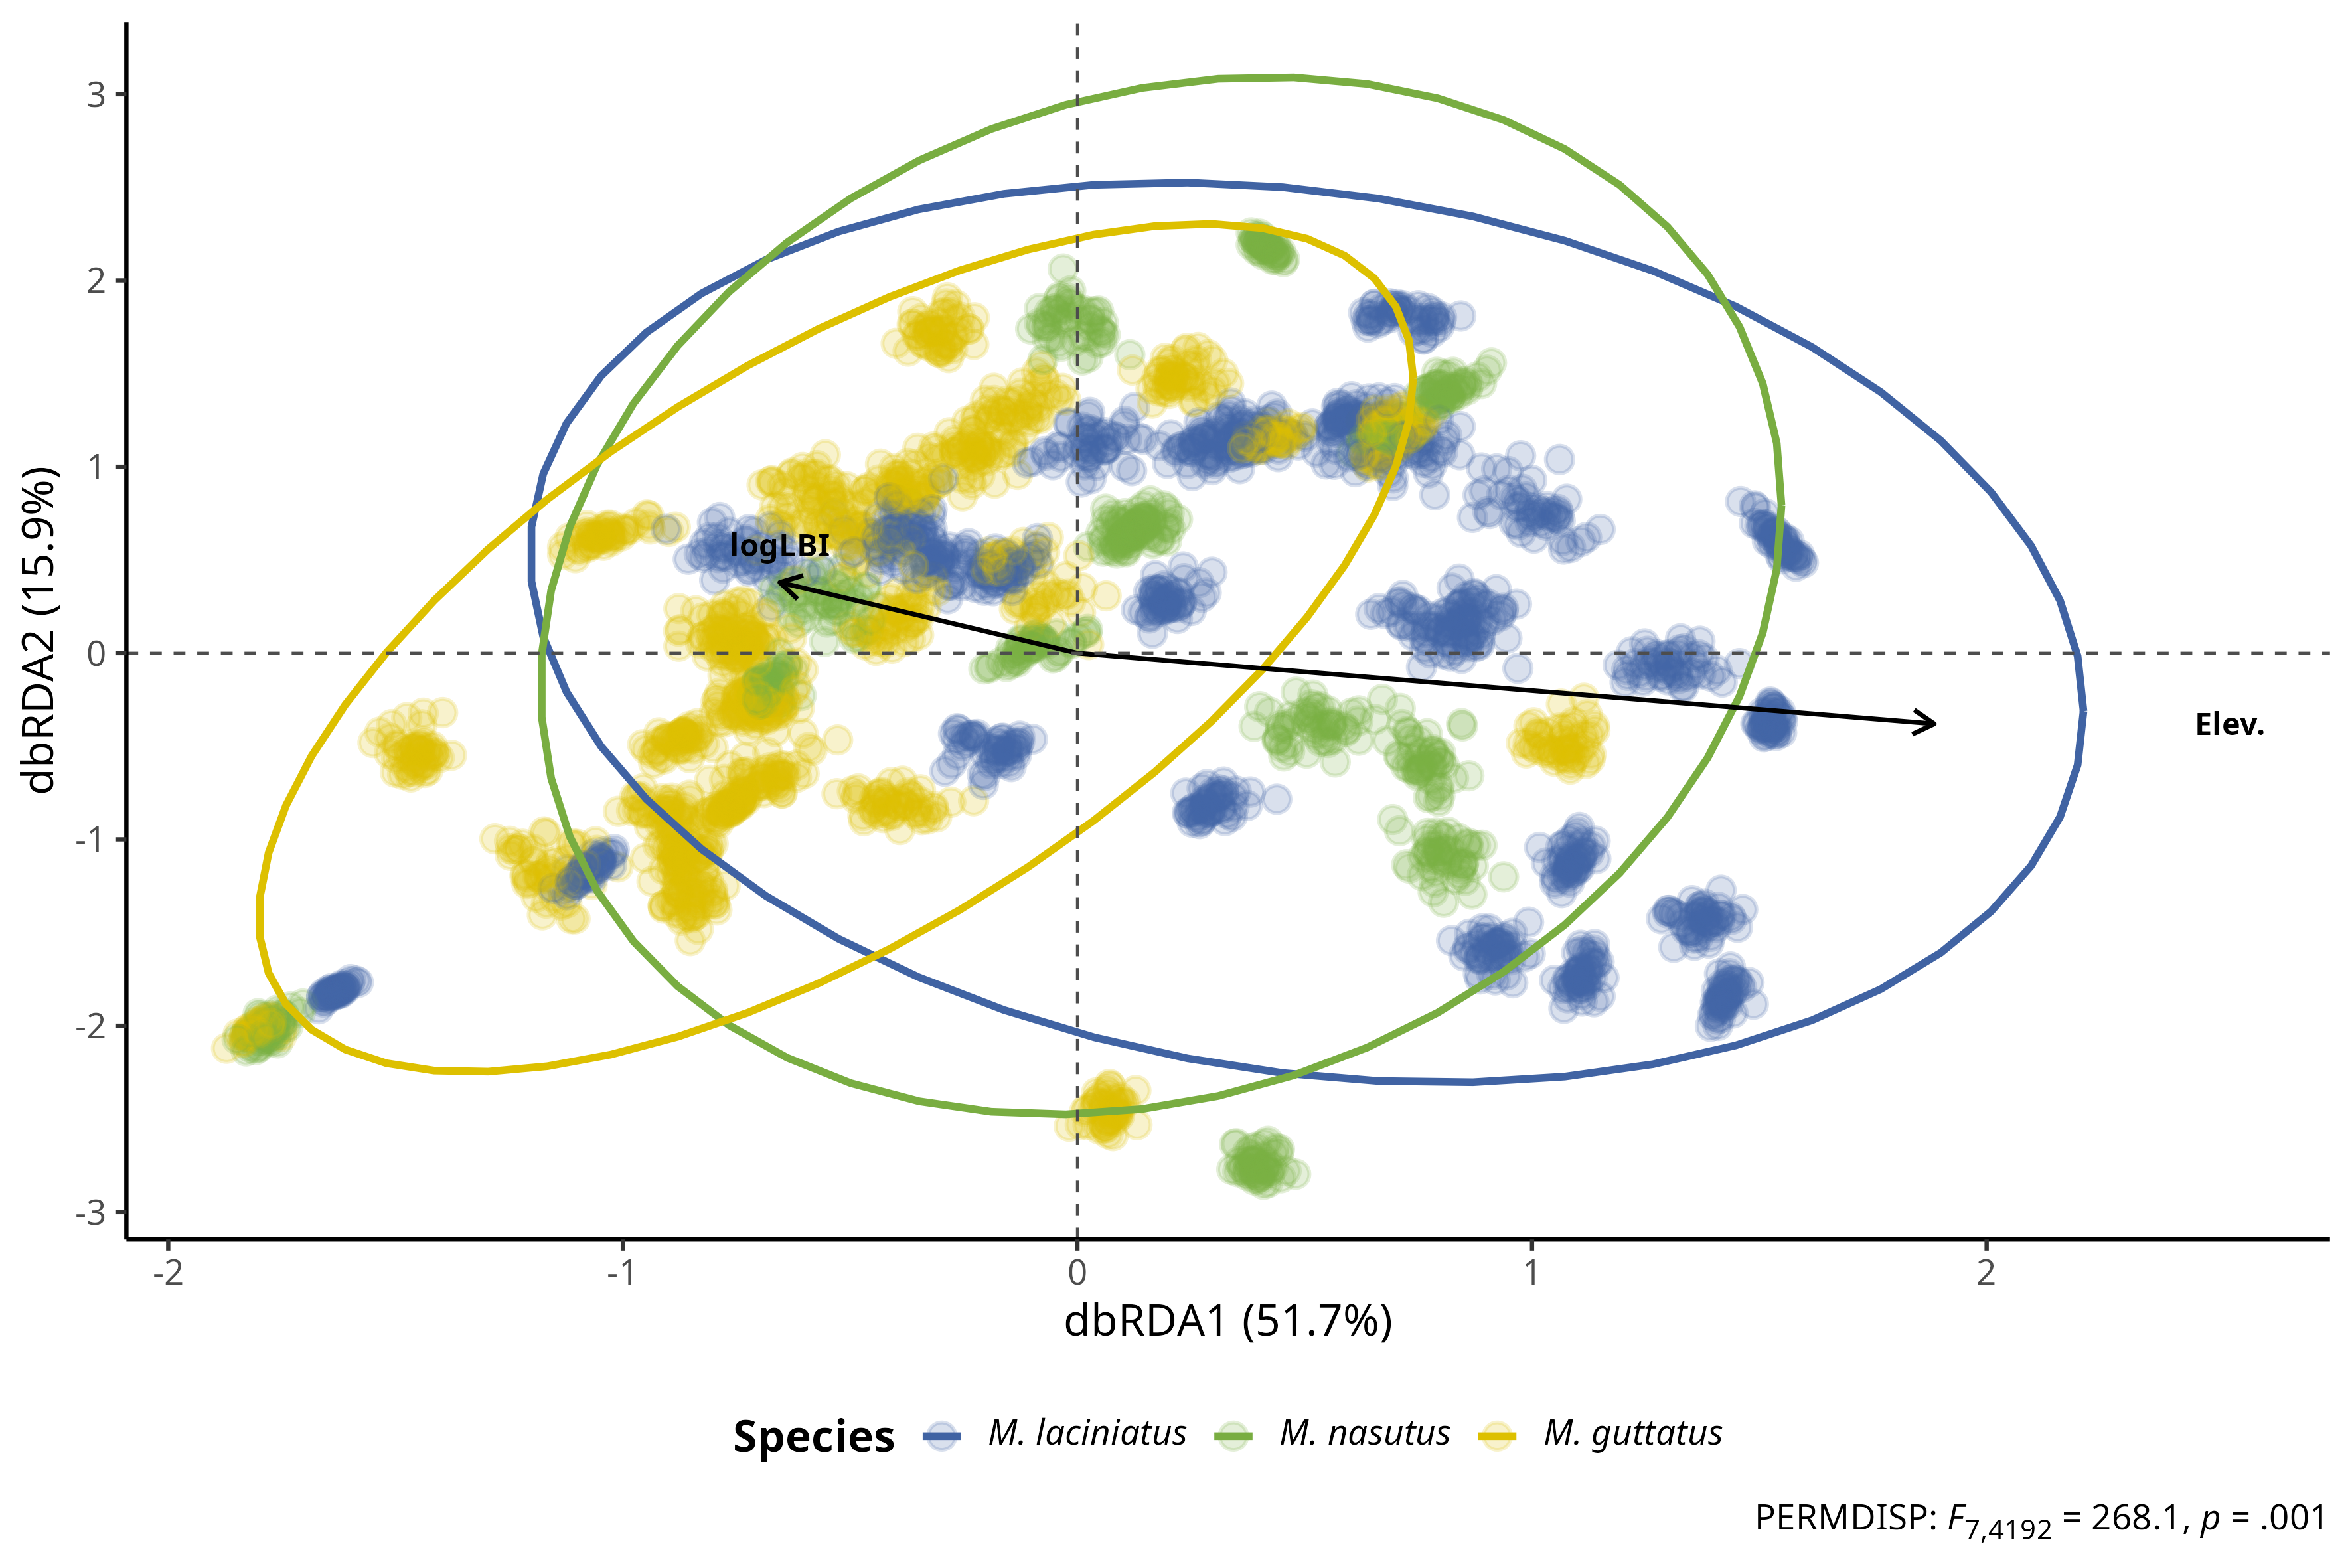 3
2
1
0
-1
-2
-3
dbRDA2 (15.9%)
logLBI
Elev.
-2 -1 0 1 2
dbRDA1 (51.7%)
Species M. laciniatus M. nasutus M. guttatus
PERMDISP: F7,4192 = 268.1, p = .001